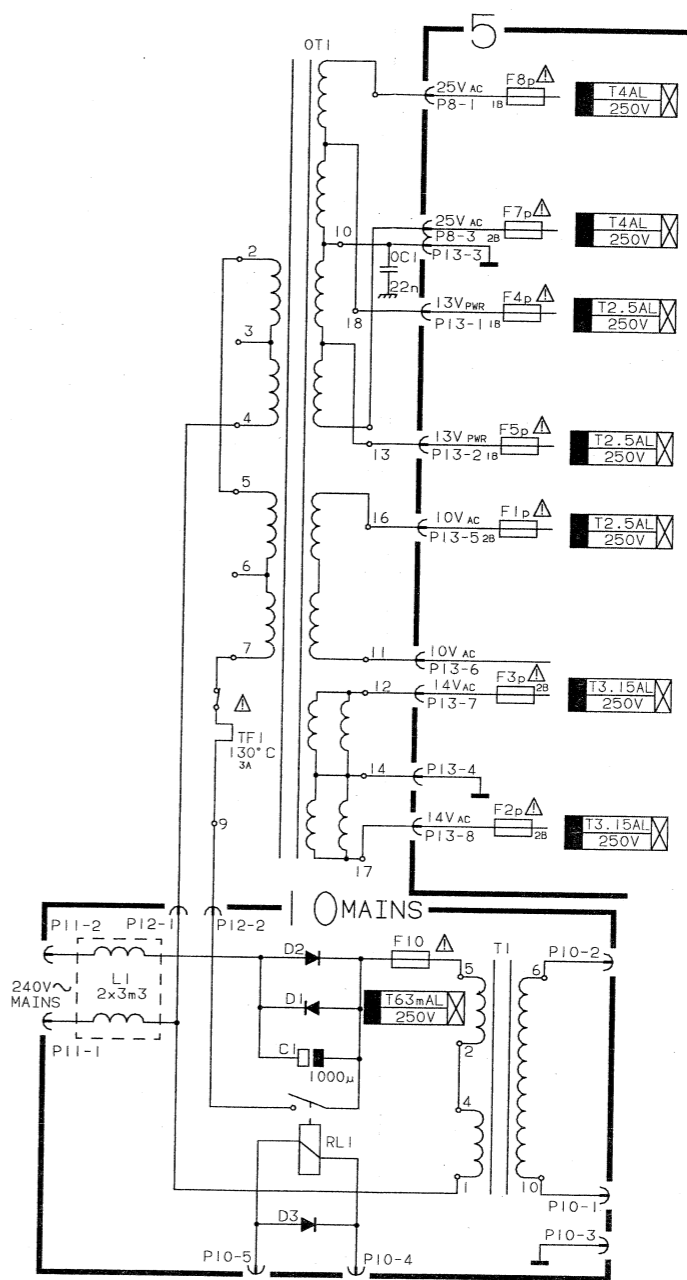 5
OT1
25V AC
P8-1
1B
F8p
T4AL
250V
25V AC
P8-3
2B
F7p
T4AL
250V
10
P13-3
OC1
22n
2
18
13V PWR
P13-1
1B
F4p
T2.5AL
250V
3
4
13
13V PWR
P13-2
1B
F5p
T2.5AL
250V
5
16
10V AC
P13-5
2B
F1p
T2.5AL
250V
6
7
11
10V AC
P13-6
12
14V AC
P13-7
F3p
2B
T3.15AL
250V
TF1
130°C
3A
14
P13-4
9
17
14V AC
P13-8
F2p
2B
T3.15AL
250V
10 MAINS
P11-2
P12-1
P12-2
L1
2x3m3
240V~
MAINS
P11-1
D2
D1
C1
1000µ
F10
T63mAL
250V
T1
5
2
4
1
6
10
P10-2
RL1
D3
P10-1
P10-3
P10-5
P10-4